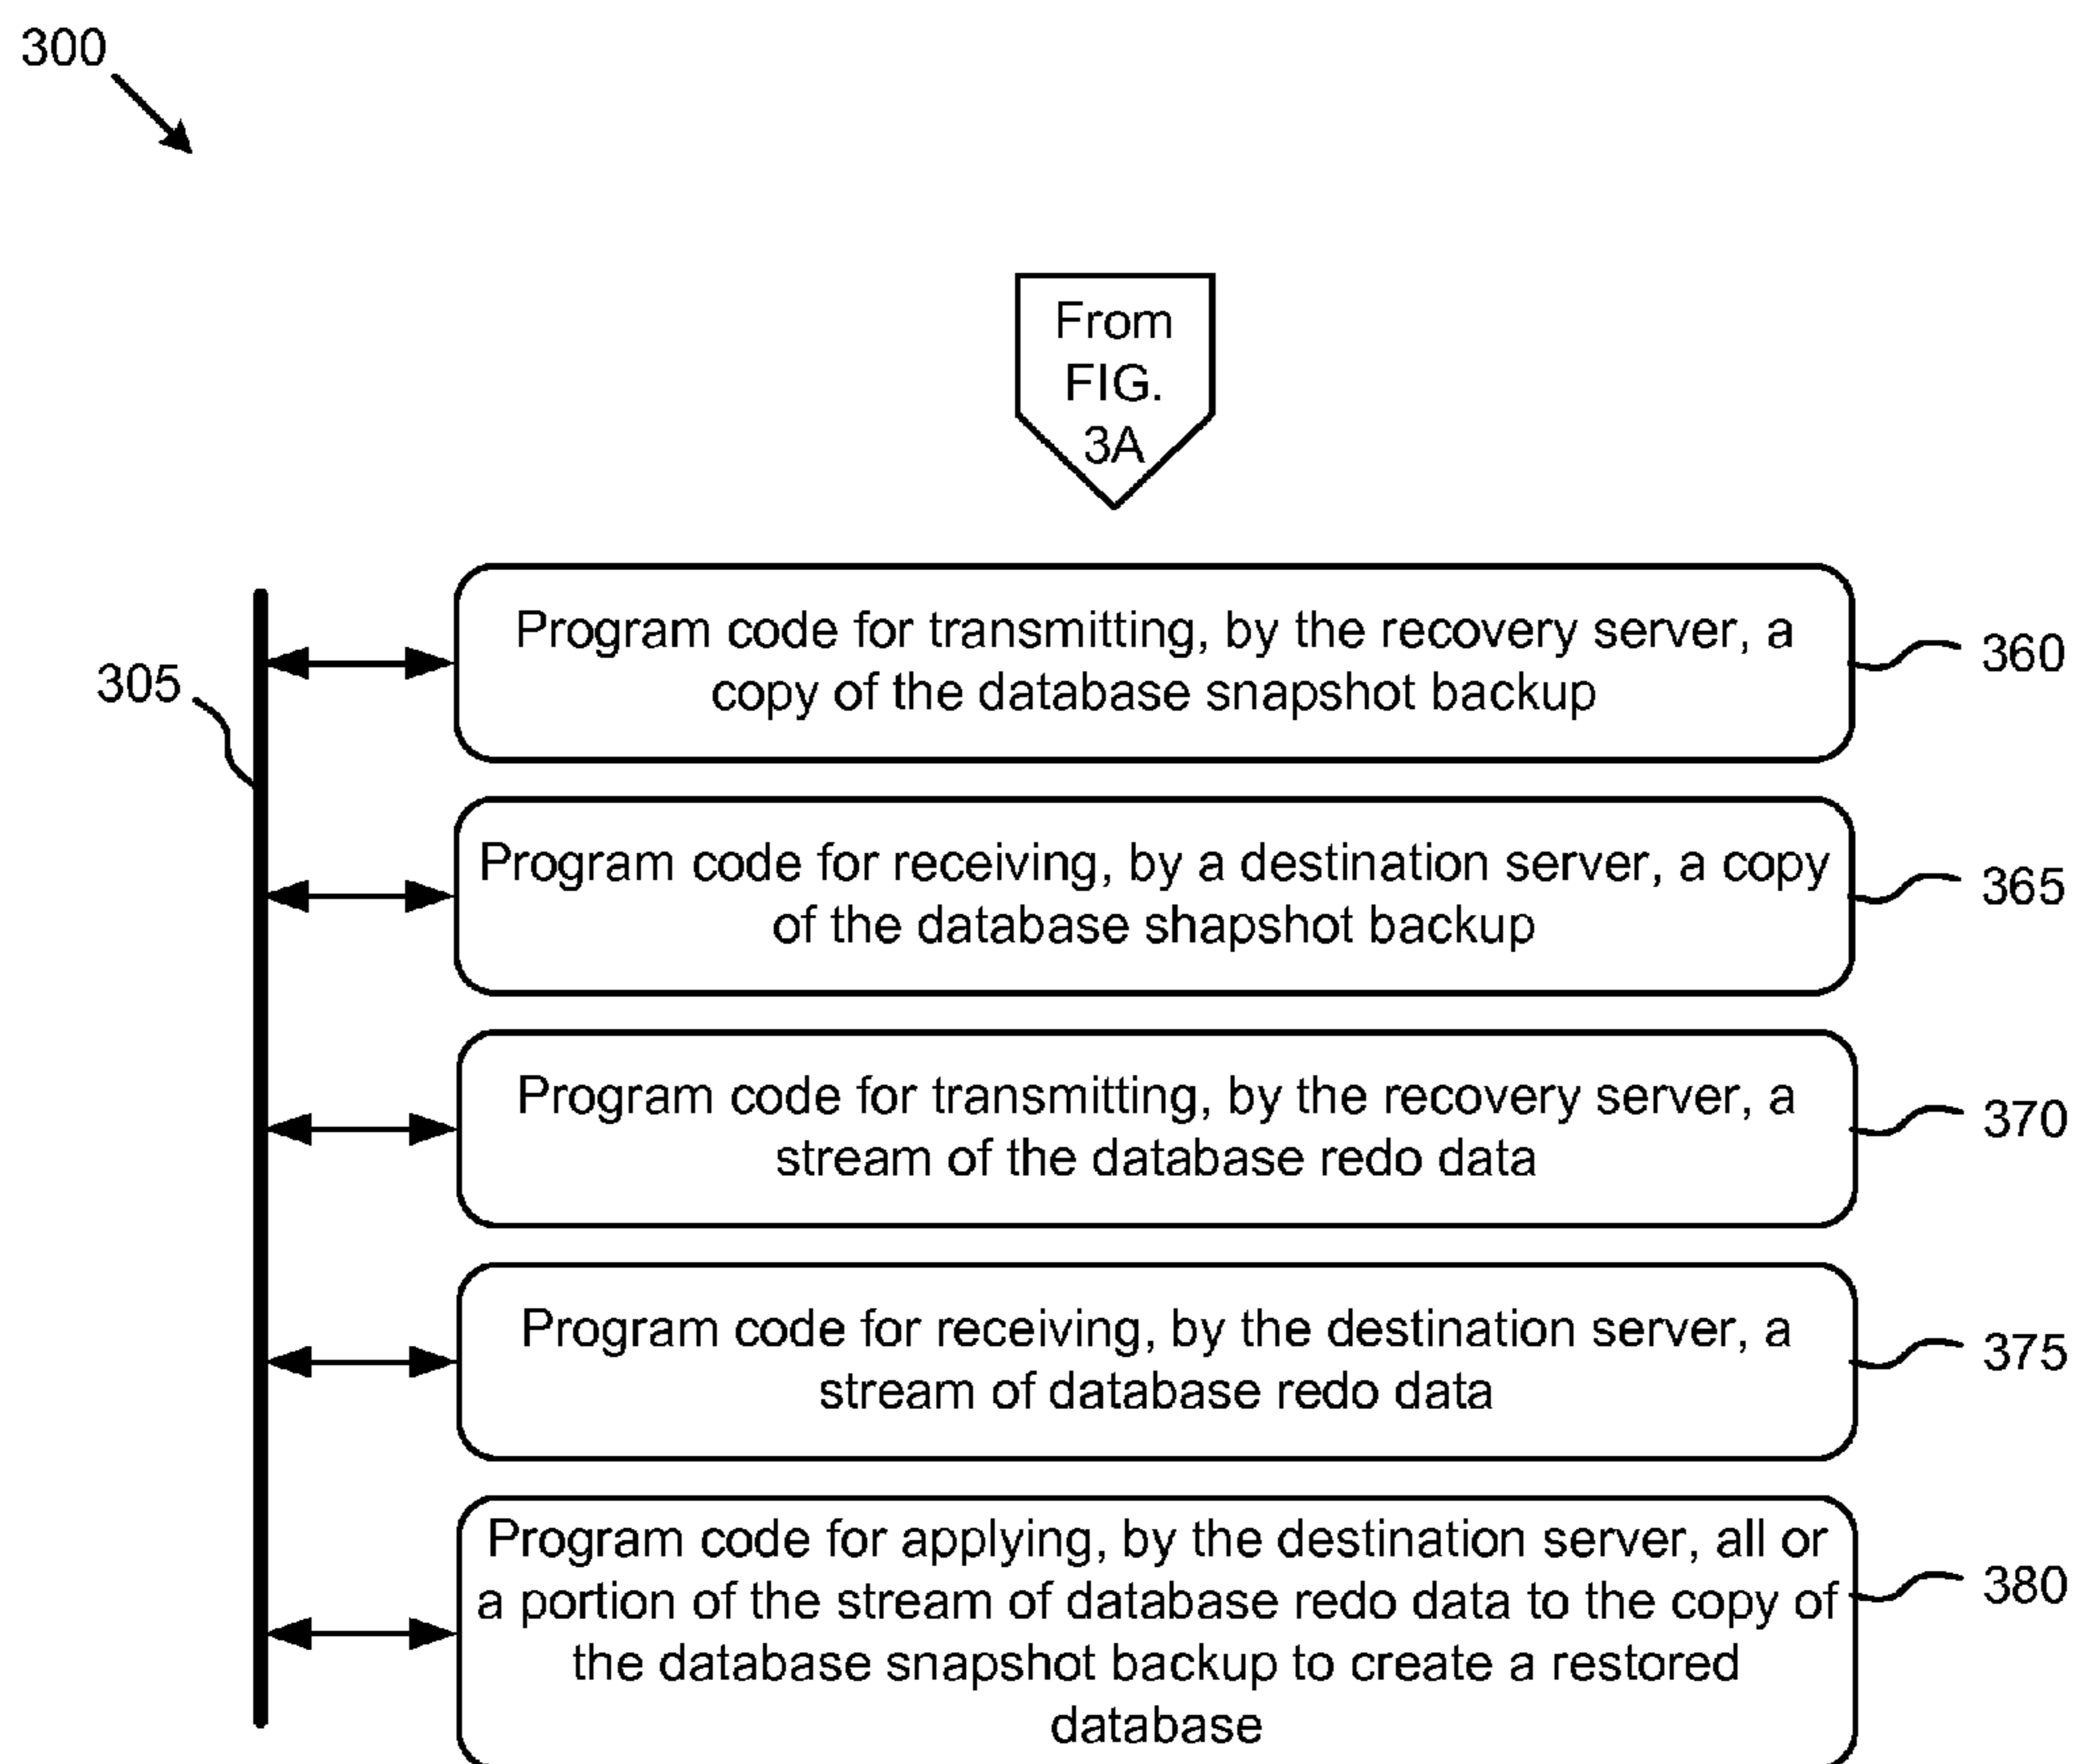 300
From
FIG.
3A
305
Program code for transmitting, by the recovery server, a
copy of the database snapshot backup
360
Program code for receiving, by a destination server, a copy
of the database shapshot backup
365
Program code for transmitting, by the recovery server, a
stream of the database redo data
370
Program code for receiving, by the destination server, a
stream of database redo data
375
Program code for applying, by the destination server, all or
a portion of the stream of database redo data to the copy of
the database snapshot backup to create a restored
database
380